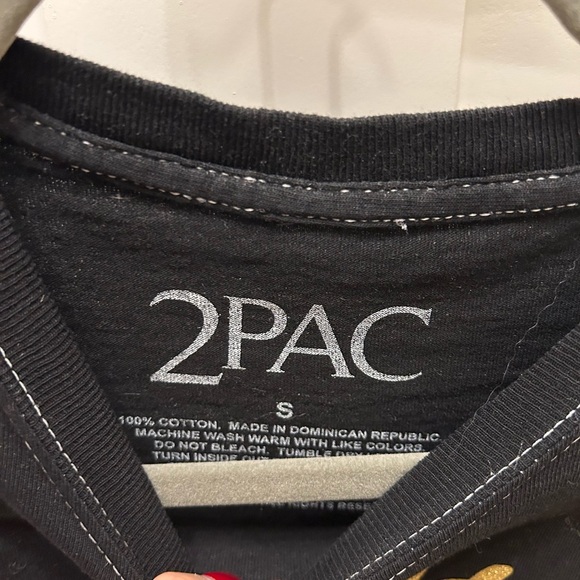 2PAC
S
100% COTTON. MADE IN DOMINICAN REPUBLIC
MACHINE WASH WARM WITH LIKE COLORS.
DO NOT BLEACH. TUMBLE
TURN INSIDE
RIGHTS